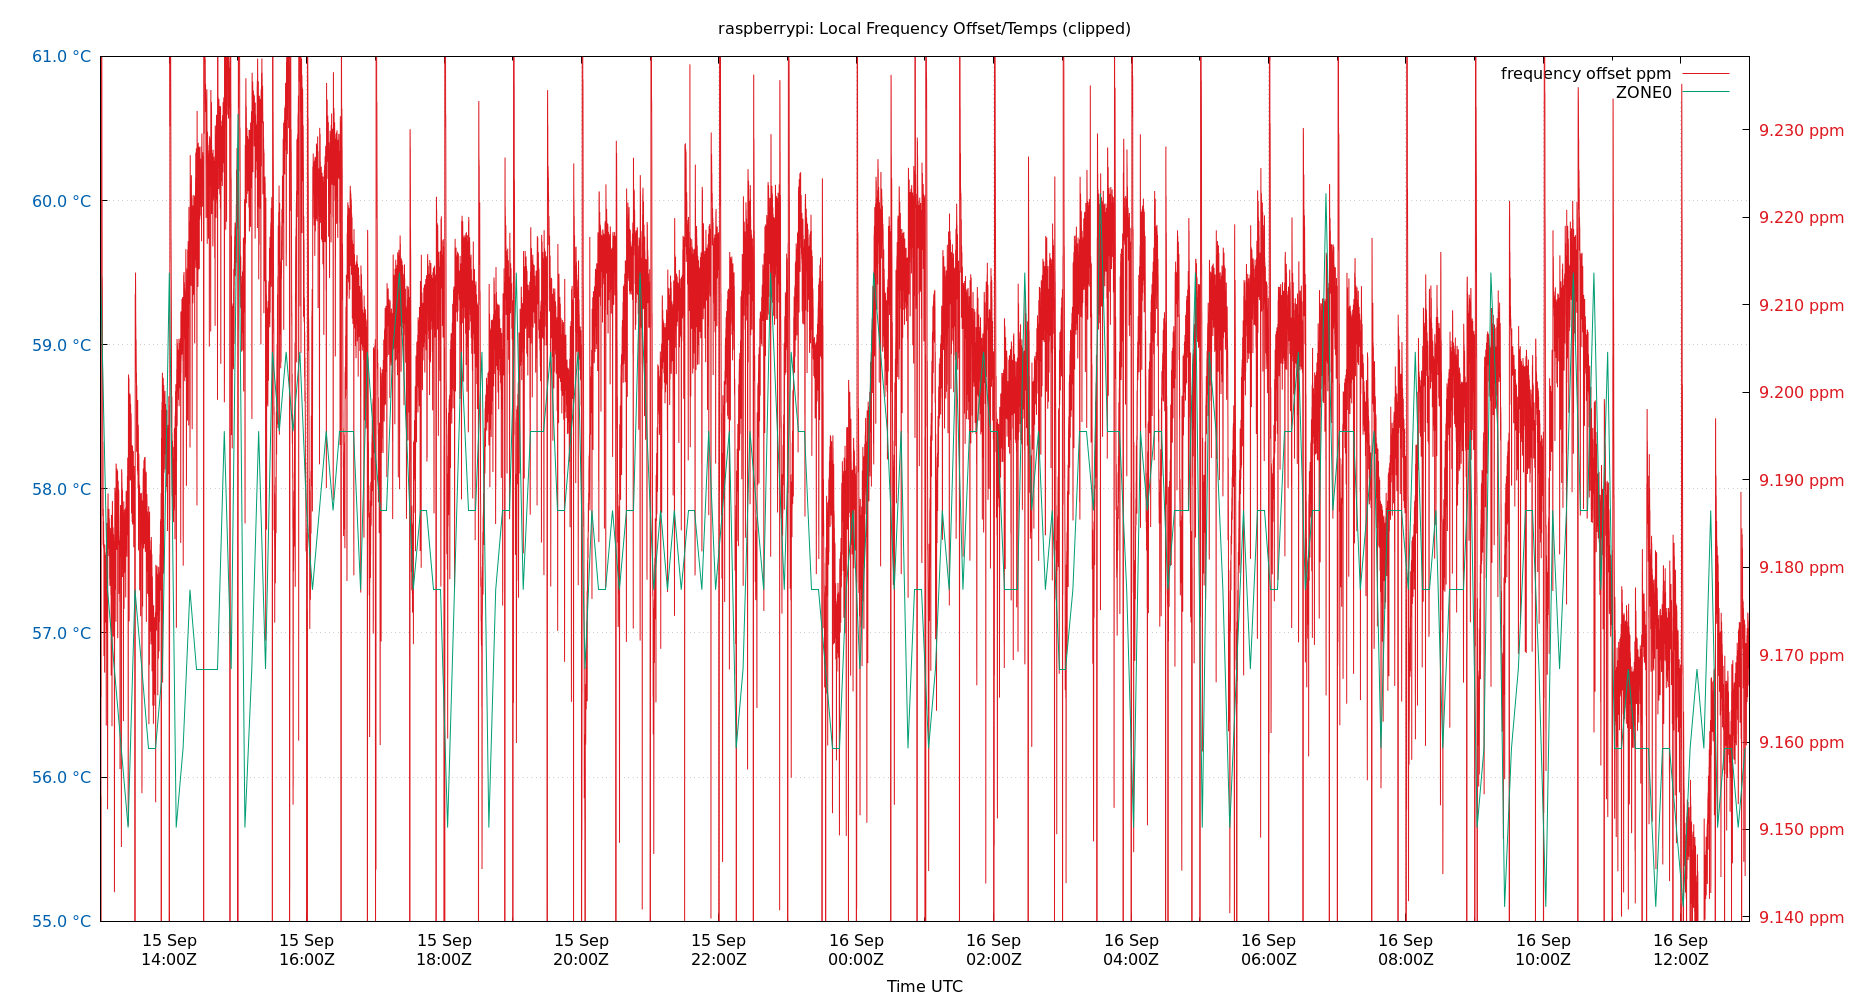 raspberrypi: Local Frequency Offset/Temps (clipped)
61.0 °C
60.0 °C
59.0 °C
58.0 °C
57.0 °C
56.0 °C
55.0 °C
frequency offset ppm
ZONE0
9.230 ppm
9.220 ppm
9.210 ppm
9.200 ppm
9.190 ppm
9.180 ppm
9.170 ppm
9.160 ppm
9.150 ppm
9.140 ppm
15 Sep
14:00Z
15 Sep
16:00Z
15 Sep
18:00Z
15 Sep
20:00Z
15 Sep
22:00Z
16 Sep
00:00Z
16 Sep
02:00Z
16 Sep
04:00Z
16 Sep
06:00Z
16 Sep
08:00Z
16 Sep
10:00Z
16 Sep
12:00Z
Time UTC